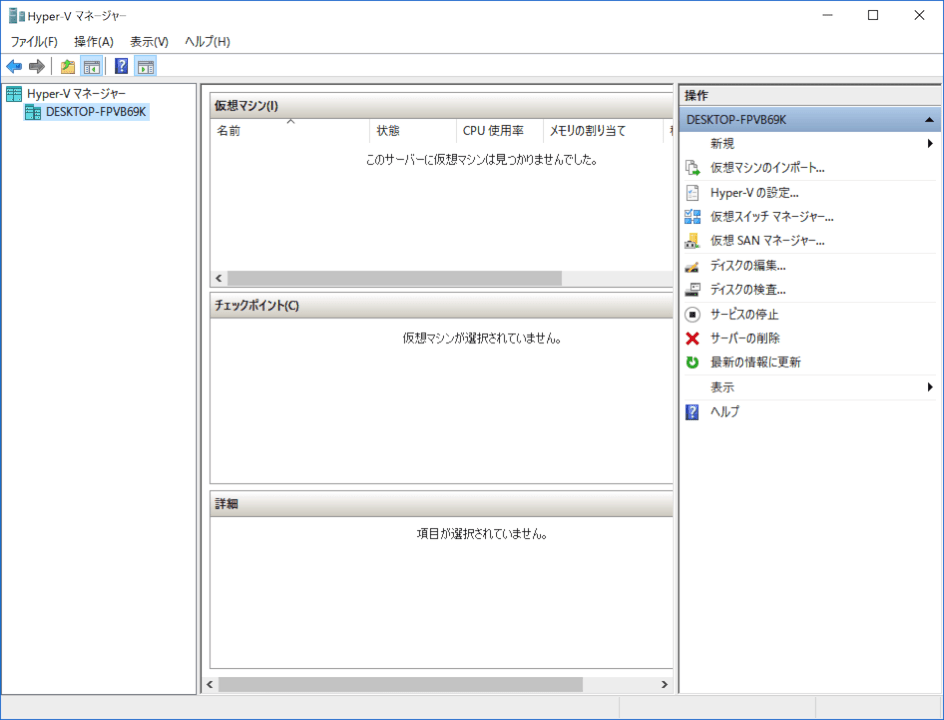 Hyper-V マネージャー
ファイル(F) 操作(A) 表示(V) ヘルプ(H)
Hyper-V マネージャー
DESKTOP-FPVB69K
仮想マシン(I)
名前 状態 CPU 使用率 メモリの割り当て
このサーバーに仮想マシンは見つかりませんでした。
チェックポイント(C)
仮想マシンが選択されていません。
詳細
項目が選択されていません。
操作
DESKTOP-FPVB69K
新規
仮想マシンのインポート...
Hyper-V の設定...
仮想スイッチ マネージャー...
仮想 SAN マネージャー...
ディスクの編集...
ディスクの検査...
サービスの停止
サーバーの削除
最新の情報に更新
表示
ヘルプ